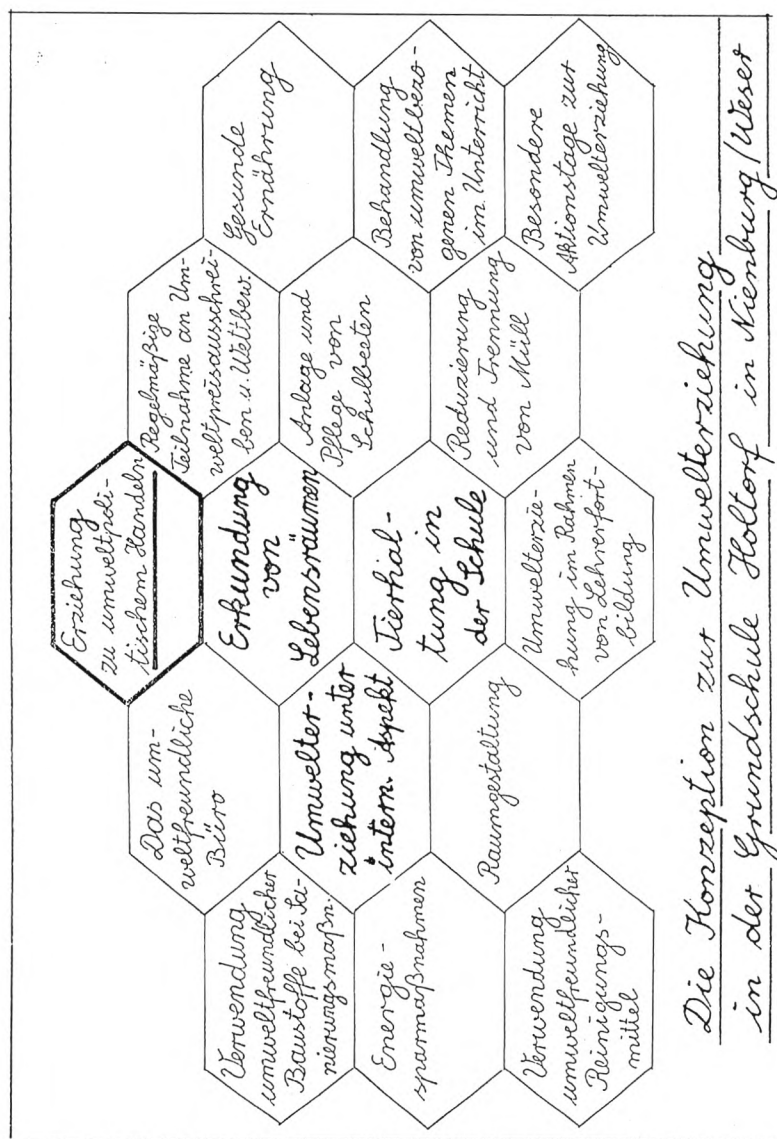 Erziehung
zu umweltpoli-
tischem Handeln
Das um-
weltfreundliche
Büro
Regelmäßige
Teilnahme an Um-
weltpreisausschrei-
ben u. Wettbew.
Verwendung
umweltfreundlicher
Baustoffe bei Sa-
nierungsmaßn.
Erkundung
von
Lebensräumen
Gesunde
Ernährung
Umwelter-
ziehung unter
intern. Aspekt
Anlage und
Pflege von
Schulbeeten
Energie-
sparmaßnahmen
Tierhal-
tung in
der Schule
Behandlung
von umweltbezo-
genen Themen
im Unterricht
Raumgestaltung
Reduzierung
und Trennung
von Müll
Verwendung
umweltfreundlicher
Reinigungs-
mittel
Umwelterzie-
hung im Rahmen
von Lehrerfort-
bildung
Besondere
Aktionstage zur
Umwelterziehung
Die Konzeption zur Umwelterziehung
in der Grundschule Holtorf in Nienburg/Weser